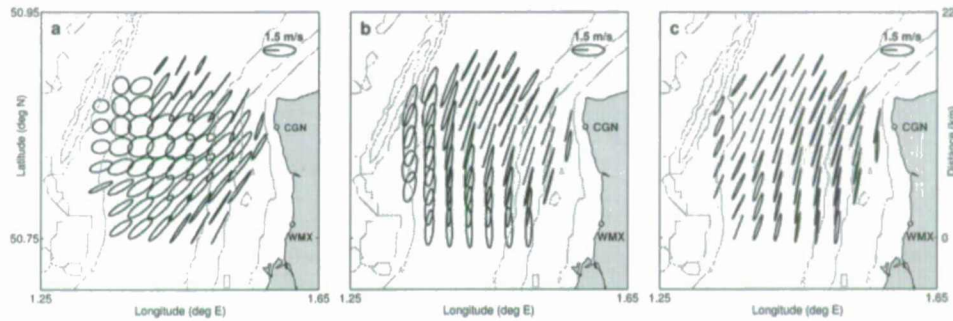 50.95
a
1.5 m/s
b
1.5 m/s
c
1.5 m/s
22
Latitude (deg N)
CGN
CGN
CGN
Distance (km)
50.75
WMX
WMX
WMX
0
1.25
1.65
1.25
1.65
1.25
1.65
Longitude (deg E)
Longitude (deg E)
Longitude (deg E)